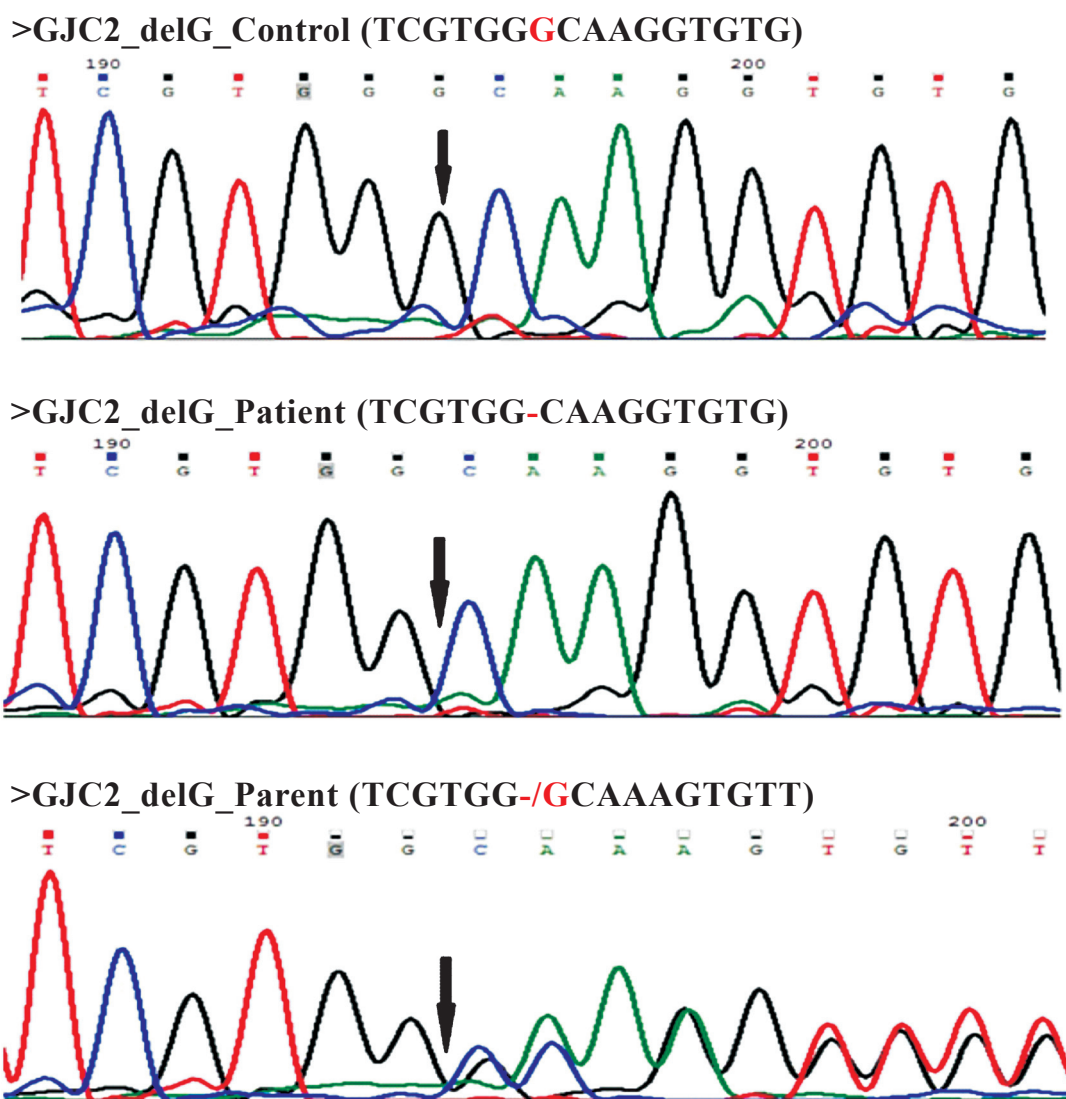 >GJC2_delG_Control (TCGTGGGCAAGGTGTG)
190 200
T C G T G G G C A A G G T G T G
>GJC2_delG_Patient (TCGTGG-CAAGGTGTG)
190 200
T C G T G G C A A G G T G T G
>GJC2_delG_Parent (TCGTGG-/GCAAAGTGTT)
190 200
T C G T G G C A A A G T G T T